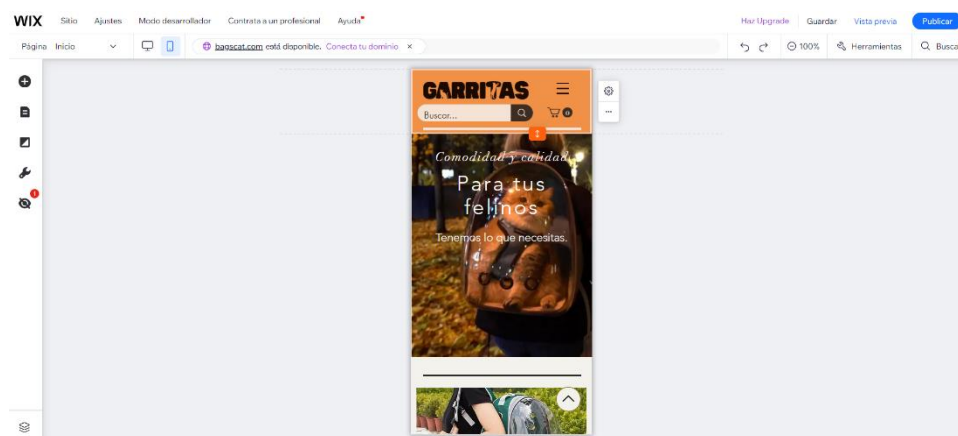 WIX Sitio Ajustes Modo desarrollador Contrata a un profesional Ayuda Haz Upgrade Guardar Vista previa Publicar
Página Inicio bagscat.com está disponible. Conecta tu dominio × 100% Herramientas Busca
GARRITAS
Buscar... 0
Comodidad y calidad
Para tus
felinos
Tenemos lo que necesitas.
1